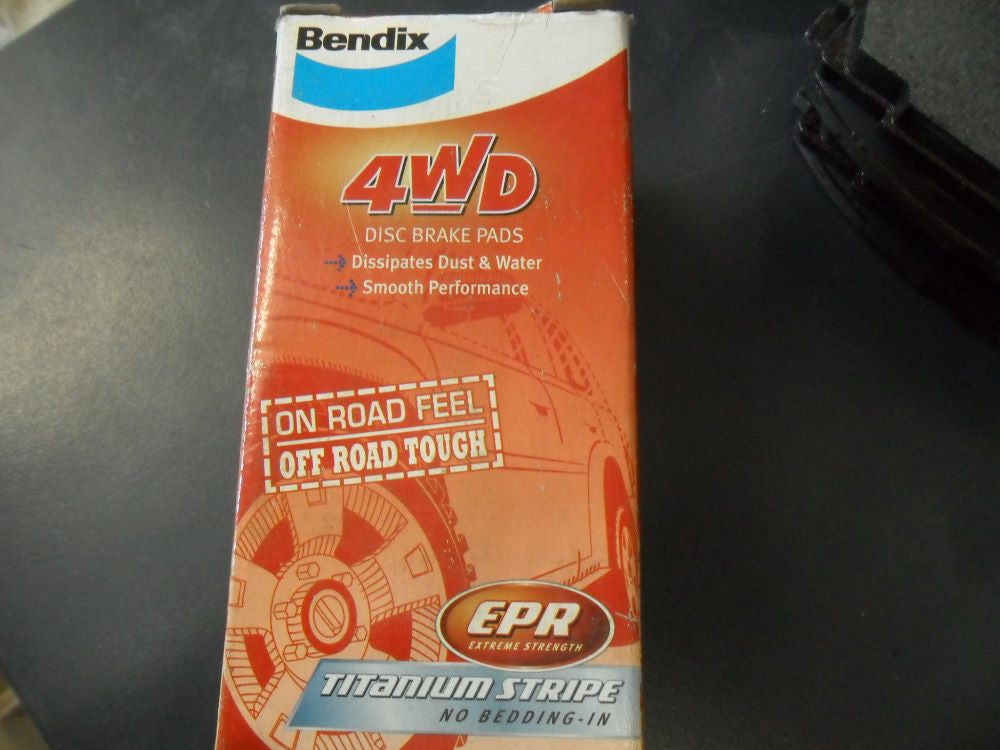 Bendix
4WD
DISC BRAKE PADS
Dissipates Dust & Water
Smooth Performance
ON ROAD FEEL
OFF ROAD TOUGH
EPR
EXTREME STRENGTH
TITANIUM STRIPE
NO BEDDING-IN